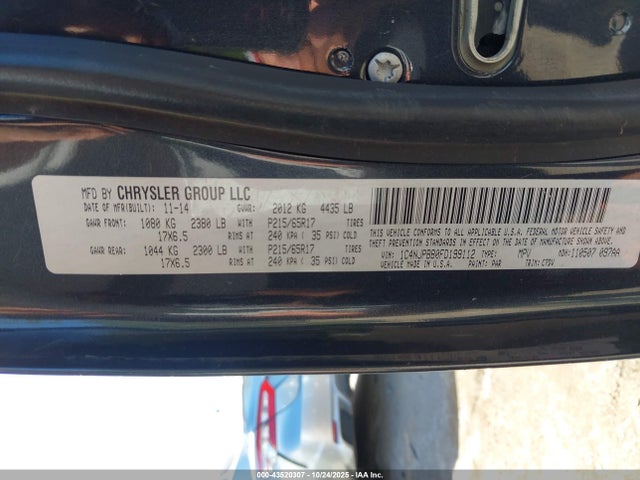 MFD BY CHRYSLER GROUP LLC
DATE OF MFR(BUILT): 11-14 GVWR: 2012 KG 4435 LB
GAWR FRONT: 1080 KG 2380 LB WITH P215/65R17 TIRES
17X6.5 RIMS AT 240 KPA ( 35 PSI) COLD
GAWR REAR: 1044 KG 2300 LB WITH P215/65R17 TIRES
17X6.5 RIMS AT 240 KPA ( 35 PSI) COLD
THIS VEHICLE CONFORMS TO ALL APPLICABLE U.S.A. FEDERAL MOTOR VEHICLE SAFETY, BUMPER AND THEFT PREVENTION STANDARDS IN EFFECT ON THE DATE OF MANUFACTURE SHOWN ABOVE.
VIN: 1C4NJPBB0FD199112 TYPE: MPV MDH: 110507 087AA
VEHICLE MADE IN U.S.A. PAINT: PAR TRIM: C7DV
000-43520307 - 10/24/2025 - IAA Inc.